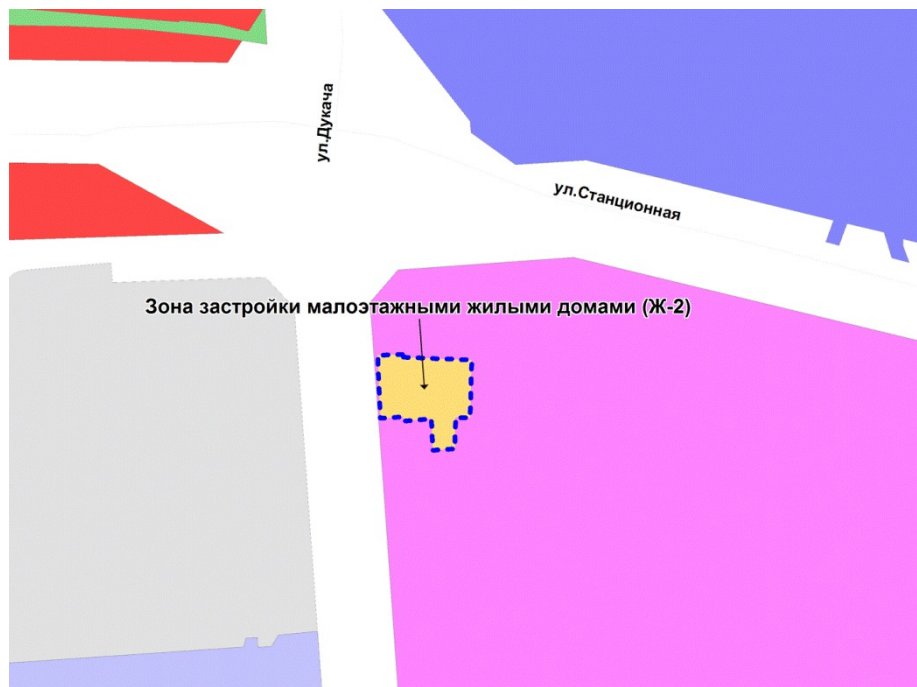 ул.Дукача
ул.Станционная
Зона застройки малоэтажными жилыми домами (Ж-2)